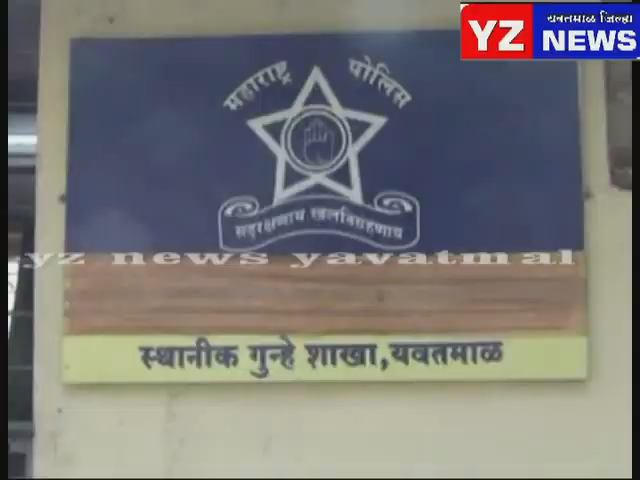 यवतमाळ जिल्हा
YZ NEWS
महाराष्ट्र पोलिस
सद्रक्षणाय खलनिग्रहणाय
yz news yavatmal
स्थानीक गुन्हे शाखा,यवतमाळ